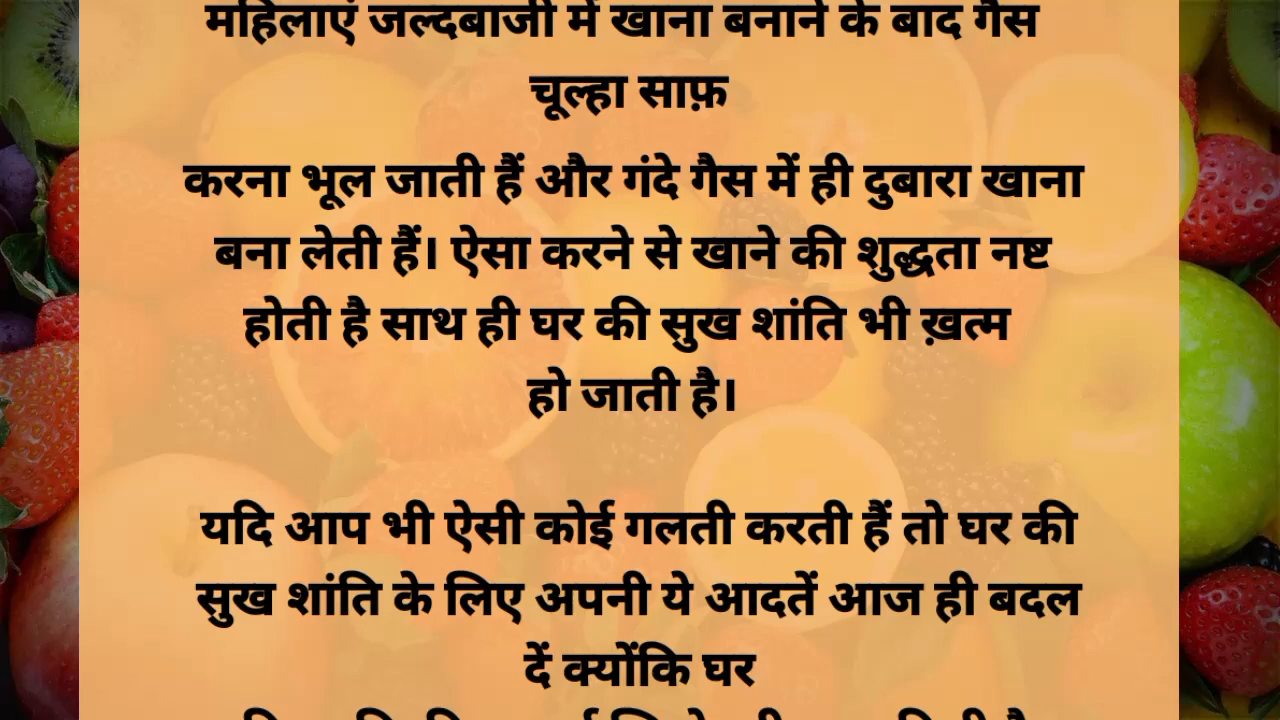 महिलाएं जल्दबाजी में खाना बनाने के बाद गैस
चूल्हा साफ़
करना भूल जाती हैं और गंदे गैस में ही दुबारा खाना
बना लेती हैं। ऐसा करने से खाने की शुद्धता नष्ट
होती है साथ ही घर की सुख शांति भी ख़त्म
हो जाती है।
यदि आप भी ऐसी कोई गलती करती हैं तो घर की
सुख शांति के लिए अपनी ये आदतें आज ही बदल
दें क्योंकि घर